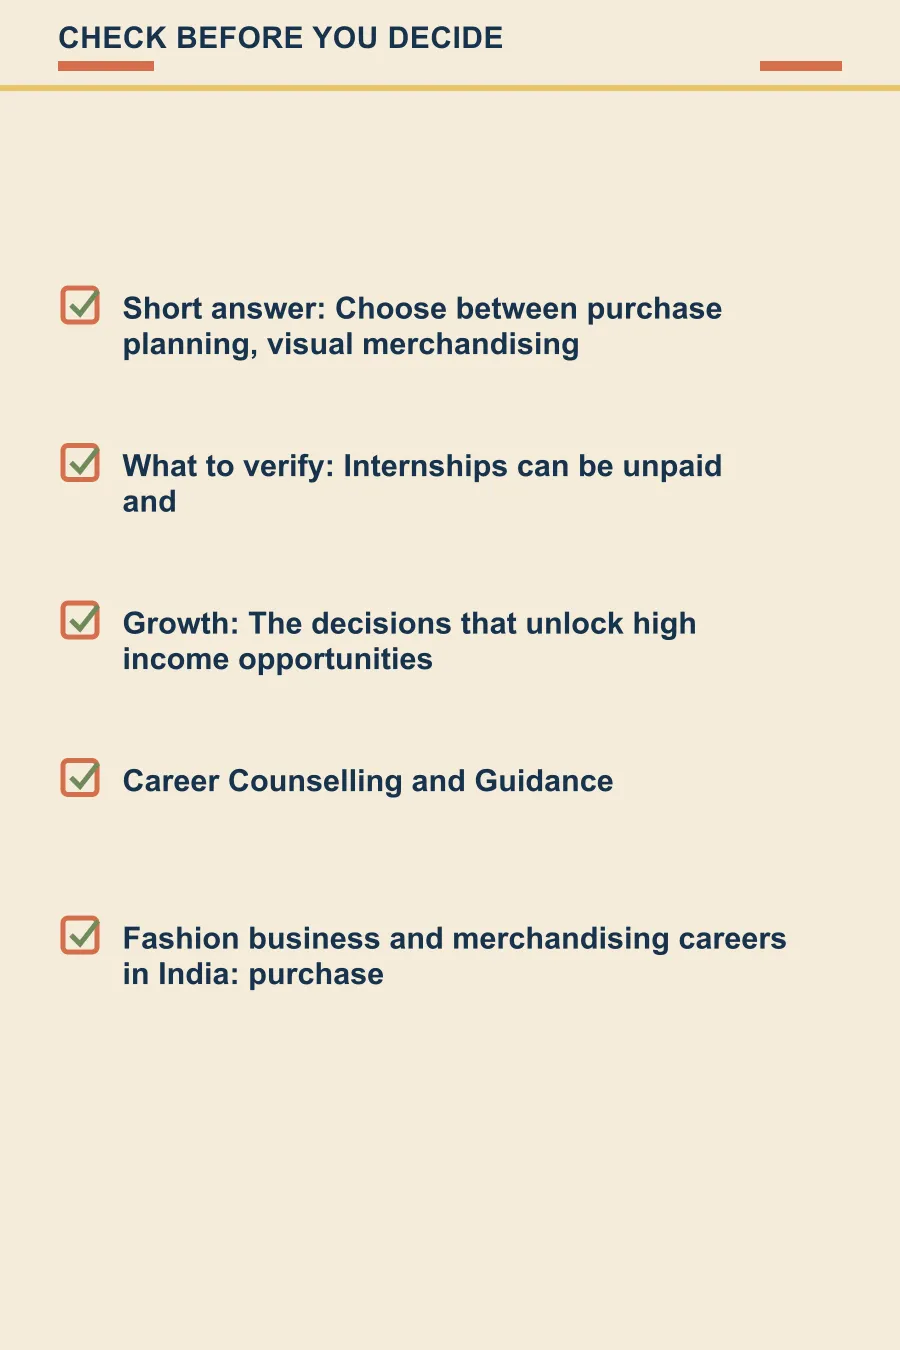 CHECK BEFORE YOU DECIDE
Short answer: Choose between purchase
planning, visual merchandising
What to verify: Internships can be unpaid
and
Growth: The decisions that unlock high
income opportunities
Career Counselling and Guidance
Fashion business and merchandising careers
in India: purchase